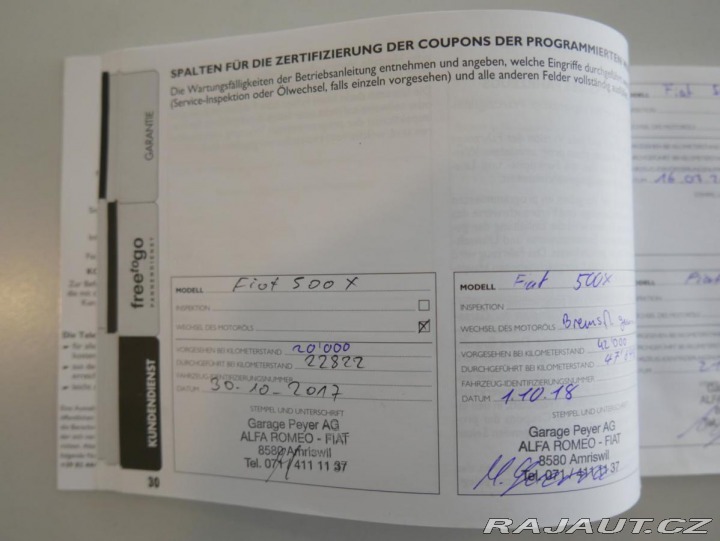 SPALTEN FÜR DIE ZERTIFIZIERUNG DER COUPONS DER PROGRAMMIERTEN
Die Wartungsfälligkeiten der Betriebsanleitung entnehmen und angeben, welche Eingriffe durchgeführt
(Service-Inspektion oder Ölwechsel, falls einzeln vorgesehen) und alle anderen Felder vollständig
GARANTIE
freetogo
PANNENDIENST
KUNDENDIENST
MODELL Fiat 500 X
INSPEKTION
WECHSEL DES MOTORÖLS
VORGESEHEN BEI KILOMETERSTAND 20'000
DURCHGEFÜHRT BEI KILOMETERSTAND 22822
FAHRZEUG-IDENTIFIZIERUNGSNUMMER
DATUM 30.10-2017
STEMPEL UND UNTERSCHRIFT
Garage Peyer AG
ALFA ROMEO - FIAT
8580 Amriswil
Tel. 071 / 411 11 37
30
MODELL Fiat 500X
INSPEKTION
WECHSEL DES MOTORÖLS Bremsfl.
VORGESEHEN BEI KILOMETERSTAND 42'000
DURCHGEFÜHRT BEI KILOMETERSTAND
FAHRZEUG-IDENTIFIZIERUNGSNUMMER
DATUM 1.10.18
STEMPEL UND UNTERSCHRIFT
Garage Peyer AG
ALFA ROMEO - FIAT
8580 Amriswil
Tel. 071 / 411 11 37
Fiat
RAJAUT.CZ